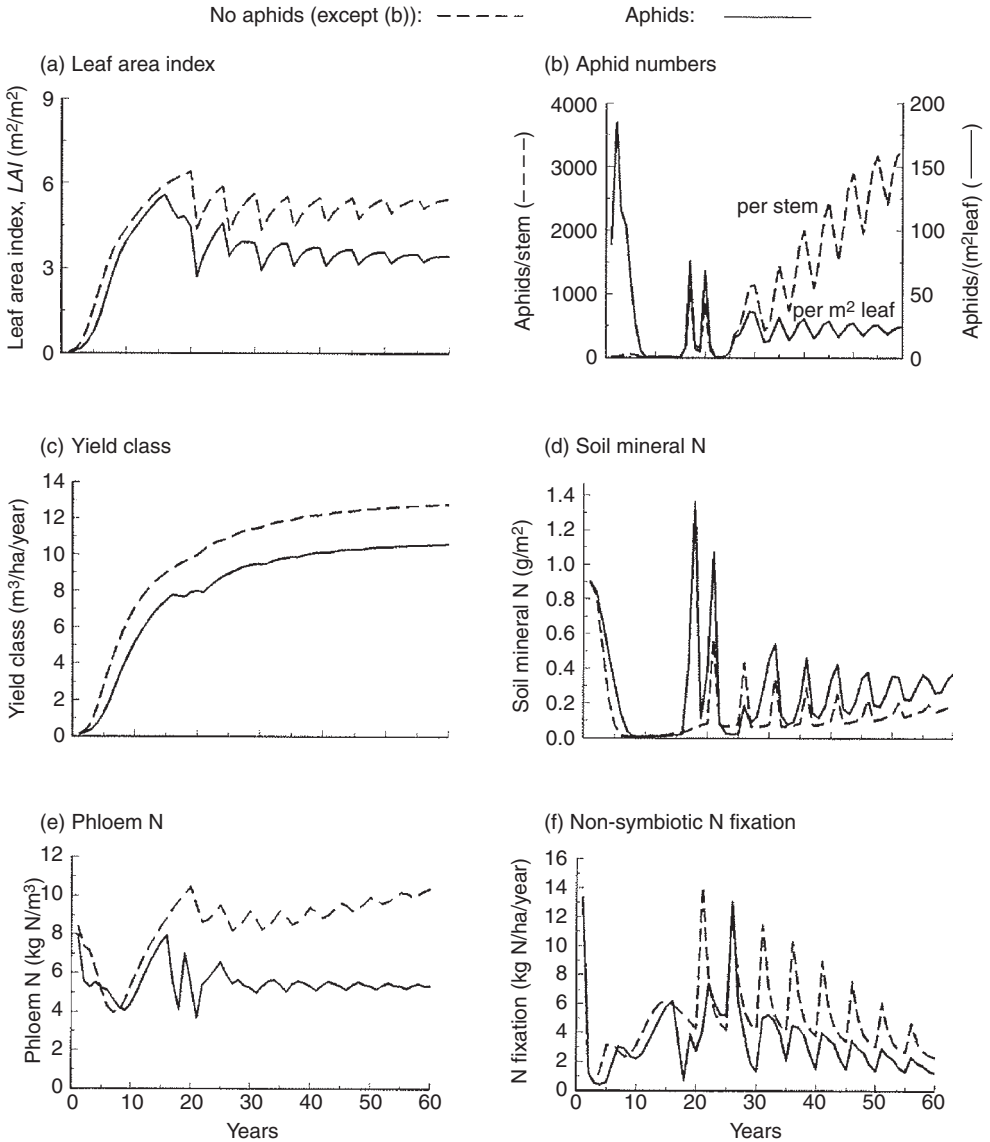 No aphids (except (b)): Aphids:
(a) Leaf area index
Leaf area index, LAI (m²/m²)
9
6
3
0
(b) Aphid numbers
Aphids/stem (– – – –)
4000
3000
2000
1000
0
per stem
per m² leaf
200
150
100
50
0
Aphids/(m²leaf) (——)
(c) Yield class
Yield class (m³/ha/year)
14
12
10
8
6
4
2
0
(d) Soil mineral N
Soil mineral N (g/m²)
1.4
1.2
1.0
0.8
0.6
0.4
0.2
0.0
(e) Phloem N
Phloem N (kg N/m³)
12
10
8
6
4
2
0
0 10 20 30 40 50 60
Years
(f) Non-symbiotic N fixation
N fixation (kg N/ha/year)
16
14
12
10
8
6
4
2
0
0 10 20 30 40 50 60
Years